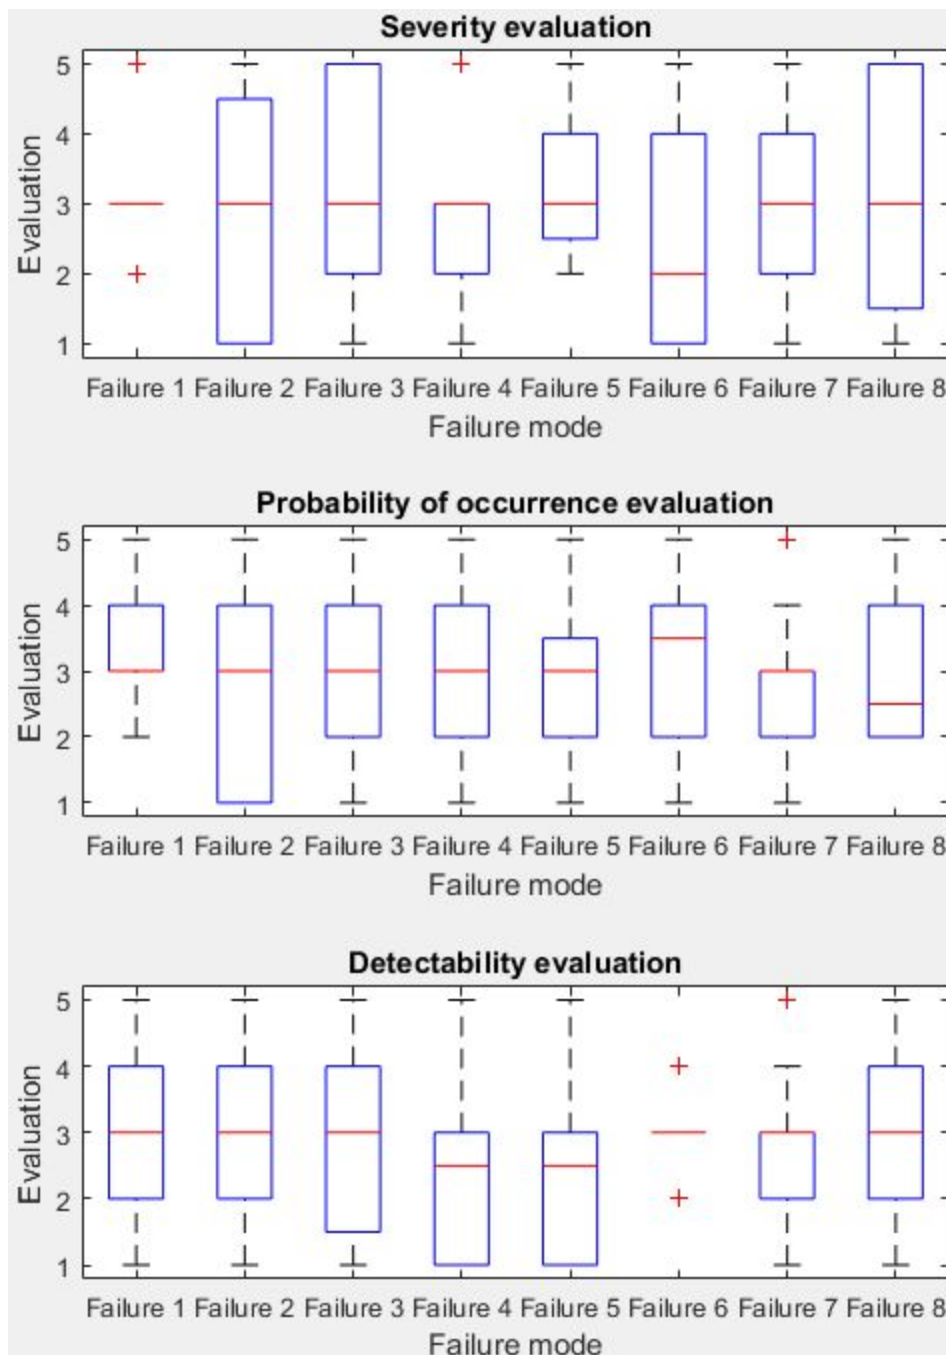 Severity evaluation
5
4
3
2
1
Evaluation
Failure 1 Failure 2 Failure 3 Failure 4 Failure 5 Failure 6 Failure 7 Failure 8
Failure mode
Probability of occurrence evaluation
5
4
3
2
1
Evaluation
Failure 1 Failure 2 Failure 3 Failure 4 Failure 5 Failure 6 Failure 7 Failure 8
Failure mode
Detectability evaluation
5
4
3
2
1
Evaluation
Failure 1 Failure 2 Failure 3 Failure 4 Failure 5 Failure 6 Failure 7 Failure 8
Failure mode